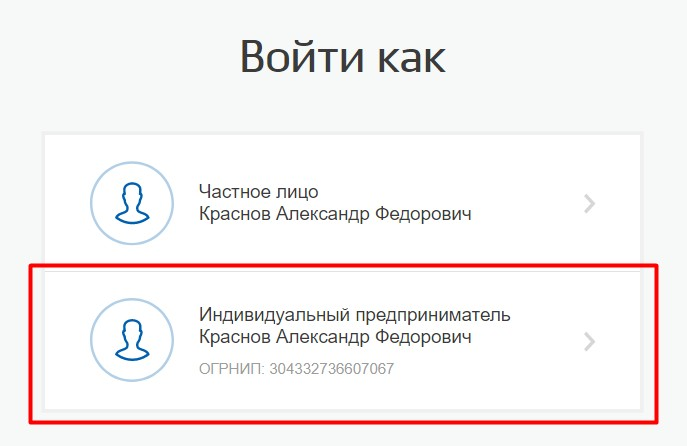 Войти как
Частное лицо
Краснов Александр Федорович
Индивидуальный предприниматель
Краснов Александр Федорович
ОГРНИП: 304332736607067